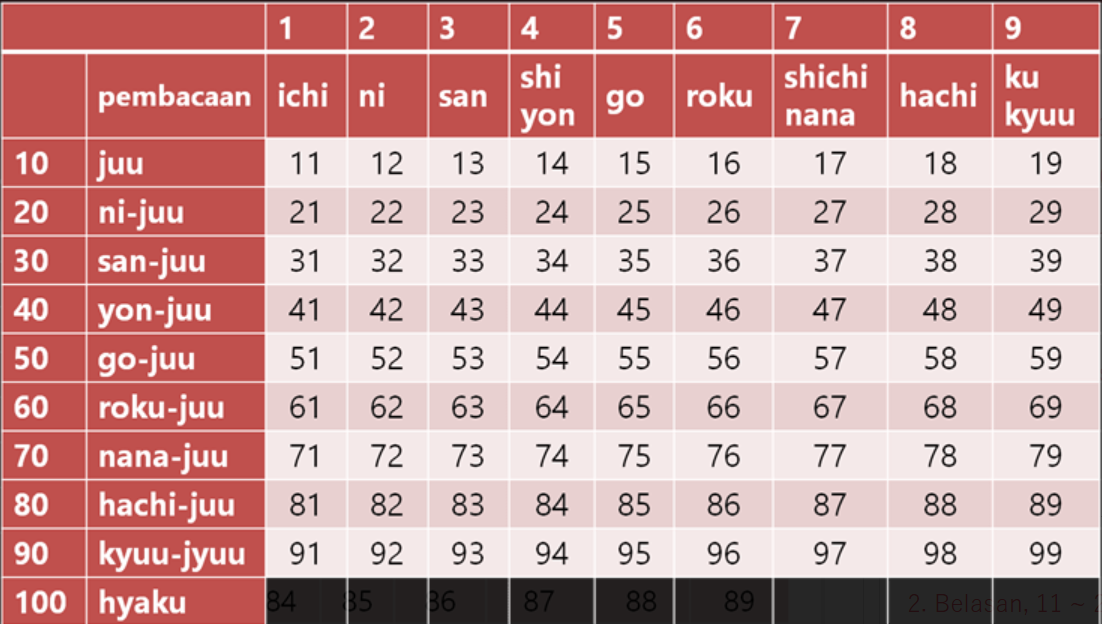 1 2 3 4 5 6 7 8 9
pembacaan ichi ni san shi yon go roku shichi nana hachi ku kyuu
10 juu 11 12 13 14 15 16 17 18 19
20 ni-juu 21 22 23 24 25 26 27 28 29
30 san-juu 31 32 33 34 35 36 37 38 39
40 yon-juu 41 42 43 44 45 46 47 48 49
50 go-juu 51 52 53 54 55 56 57 58 59
60 roku-juu 61 62 63 64 65 66 67 68 69
70 nana-juu 71 72 73 74 75 76 77 78 79
80 hachi-juu 81 82 83 84 85 86 87 88 89
90 kyuu-jyuu 91 92 93 94 95 96 97 98 99
100 hyaku 84 85 86 87 88 89 2. Belasan, 11 ~